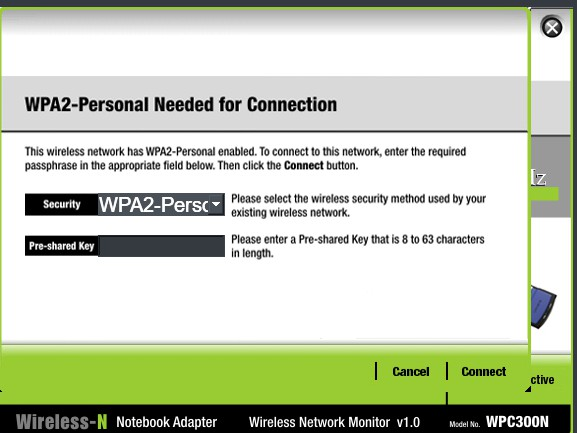 WPA2-Personal Needed for Connection
This wireless network has WPA2-Personal enabled. To connect to this network, enter the required
passphrase in the appropriate field below. Then click the Connect button.
Security
WPA2-Perso
Please select the wireless security method used by your
existing wireless network.
Pre-shared Key
Please enter a Pre-shared Key that is 8 to 63 characters
in length.
Hz
Cancel
Connect
ctive
Wireless-N Notebook Adapter
Wireless Network Monitor v1.0
Model No. WPC300N